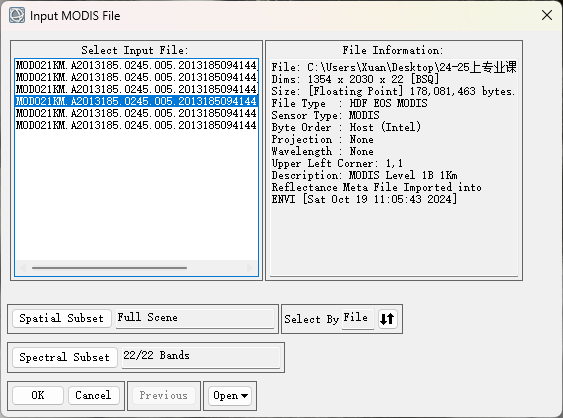 Input MODIS File
Select Input File:
MOD021KM.A2013185.0245.005.2013185094144
MOD021KM.A2013185.0245.005.2013185094144
MOD021KM.A2013185.0245.005.2013185094144
MOD021KM.A2013185.0245.005.2013185094144
MOD021KM.A2013185.0245.005.2013185094144
MOD021KM.A2013185.0245.005.2013185094144
File Information:
File: C:\Users\Xuan\Desktop\24-25上专业课
Dims: 1354 x 2030 x 22 [BSQ]
Size: [Floating Point] 178,081,463 bytes.
File Type : HDF EOS MODIS
Sensor Type: MODIS
Byte Order : Host (Intel)
Projection : None
Wavelength : None
Upper Left Corner: 1,1
Description: MODIS Level 1B 1Km
Reflectance Meta File Imported into
ENVI [Sat Oct 19 11:05:43 2024]
Spatial Subset Full Scene
Select By File
Spectral Subset 22/22 Bands
OK Cancel Previous Open